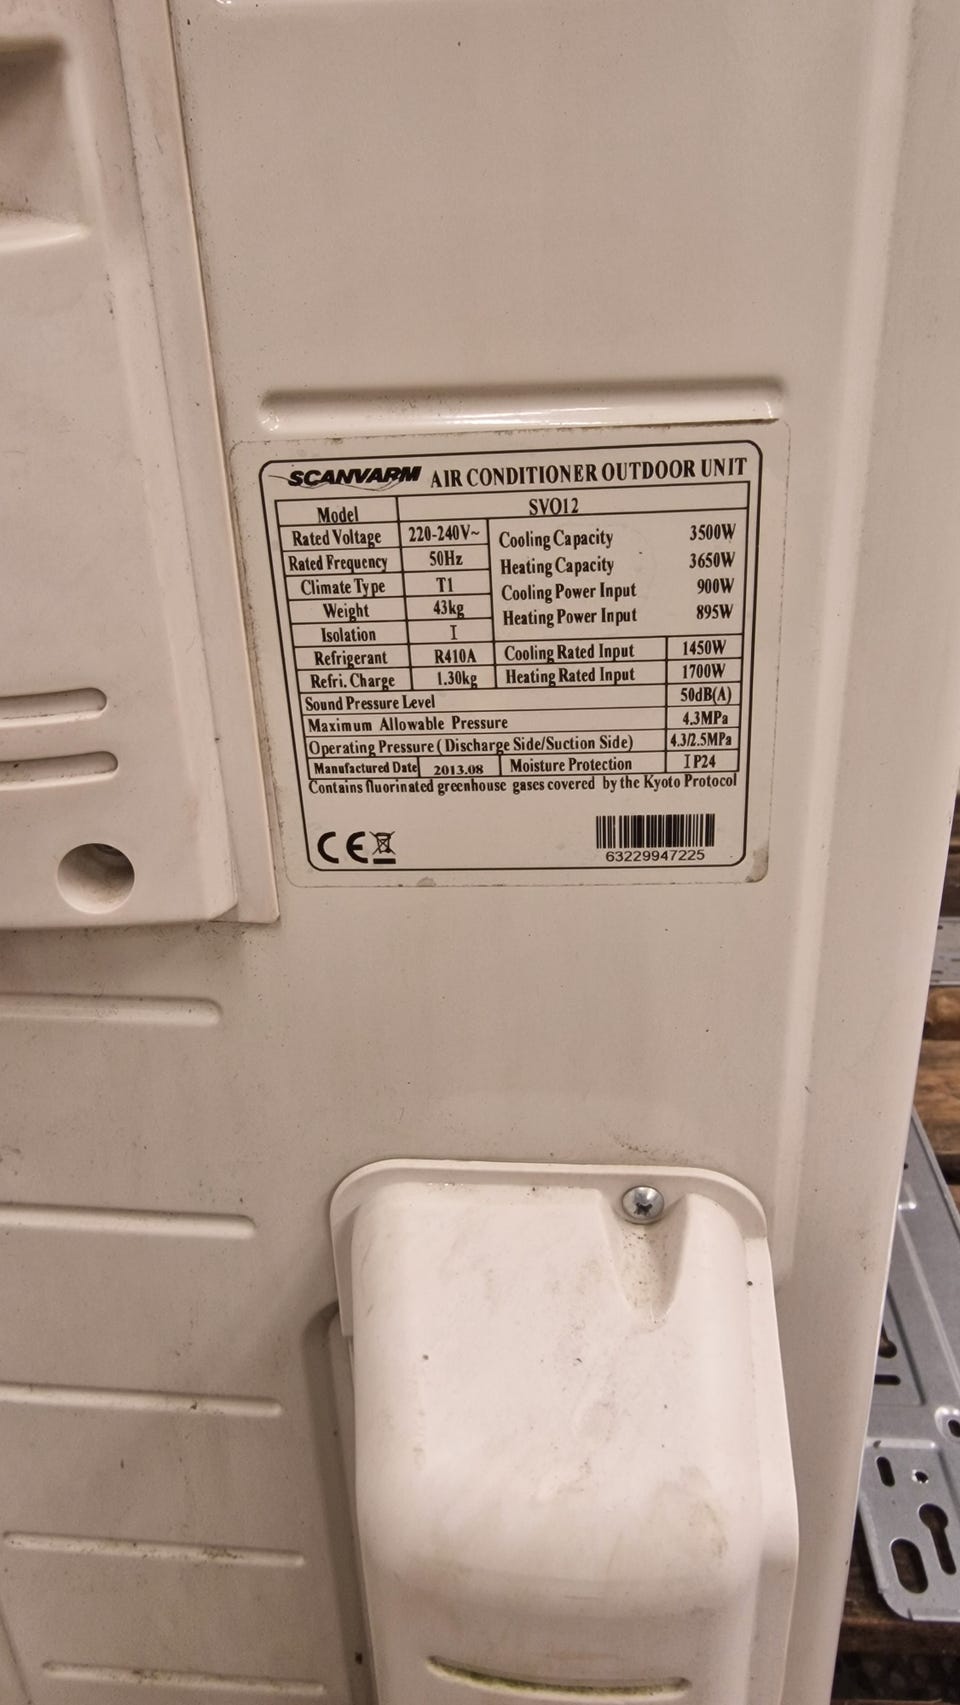 SCANVARM AIR CONDITIONER OUTDOOR UNIT
Model SVO12
Rated Voltage 220-240V~ Cooling Capacity 3500W
Rated Frequency 50Hz Heating Capacity 3650W
Climate Type T1 Cooling Power Input 900W
Weight 43kg Heating Power Input 895W
Isolation I
Refrigerant R410A Cooling Rated Input 1450W
Refri. Charge 1.30kg Heating Rated Input 1700W
Sound Pressure Level 50dB(A)
Maximum Allowable Pressure 4.3MPa
Operating Pressure ( Discharge Side/Suction Side) 4.3/2.5MPa
Manufactured Date 2013.08 Moisture Protection IP24
Contains fluorinated greenhouse gases covered by the Kyoto Protocol
CE
63229947225